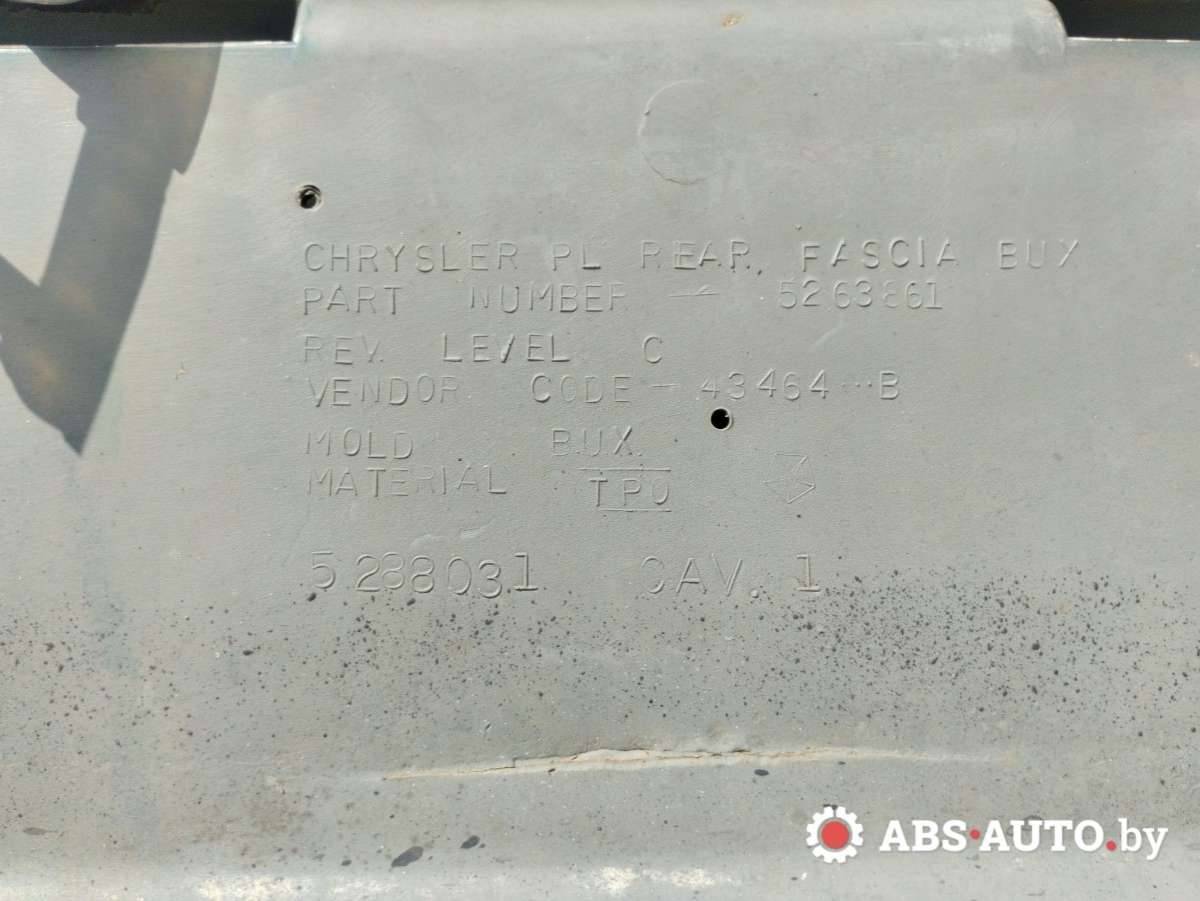 CHRYSLER PL REAR. FASCIA BUX
PART NUMBER - 5263861
REV. LEVEL C
VENDOR CODE - 43464 - B
MOLD B.U.X.
MATERIAL TPO
5288031 CAV. 1
ABS-AUTO.by